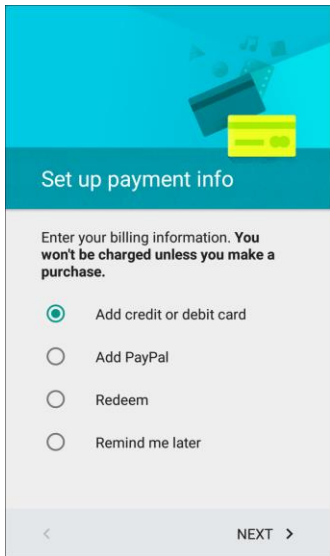 Set up payment info
Enter your billing information. You
won't be charged unless you make a
purchase.
Add credit or debit card
Add PayPal
Redeem
Remind me later
NEXT